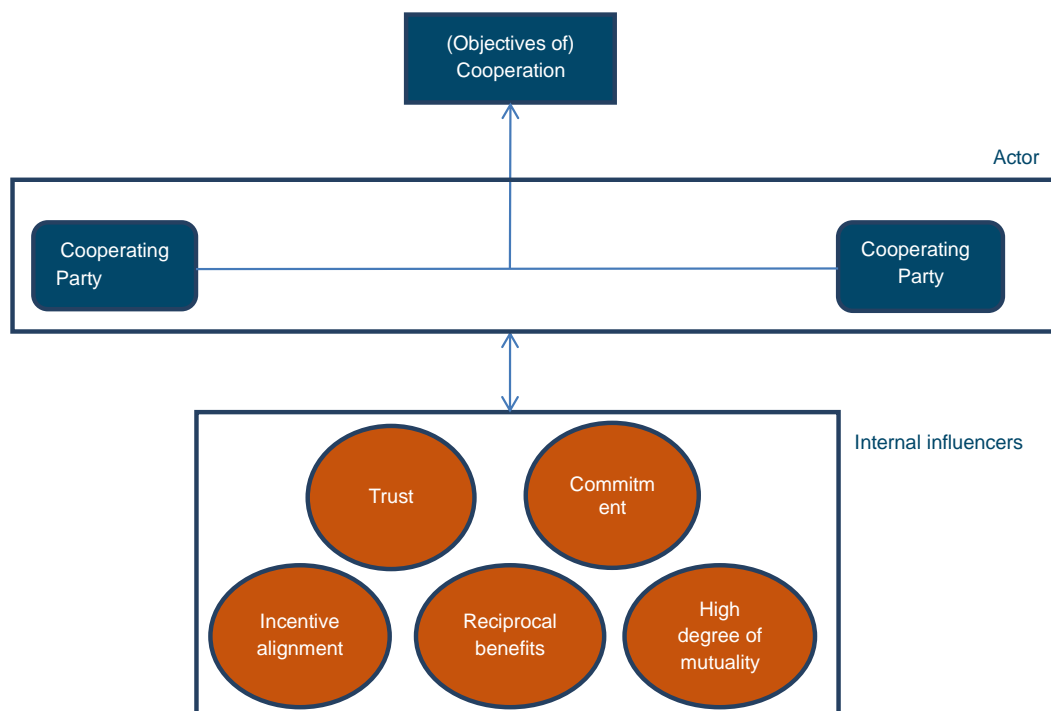 (Objectives of)
Cooperation
Actor
Cooperating
Party
Cooperating
Party
Internal influencers
Trust
Commitm
ent
Incentive
alignment
Reciprocal
benefits
High
degree of
mutuality